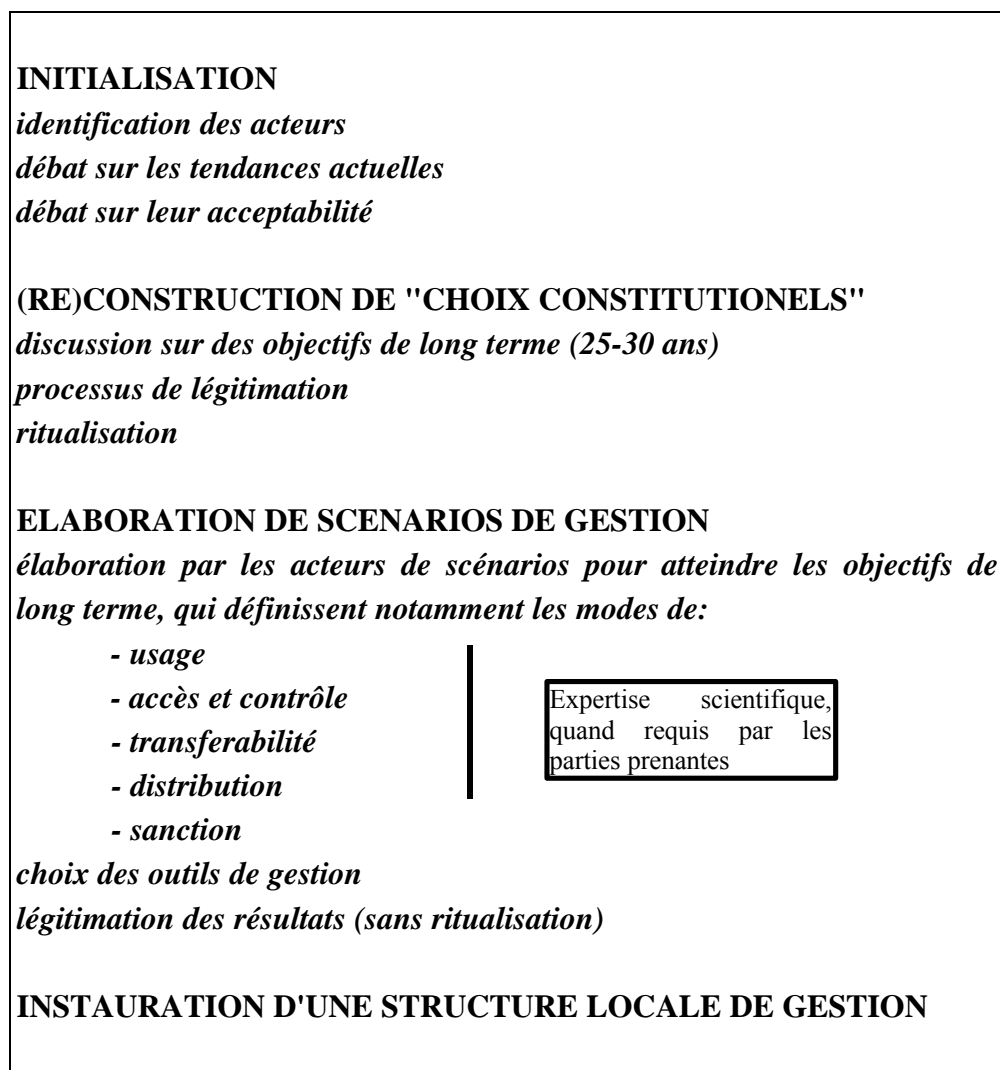 INITIALISATION
identification des acteurs
débat sur les tendances actuelles
débat sur leur acceptabilité
(RE)CONSTRUCTION DE "CHOIX CONSTITUTIONELS"
discussion sur des objectifs de long terme (25-30 ans)
processus de légitimation
ritualisation
ELABORATION DE SCENARIOS DE GESTION
élaboration par les acteurs de scénarios pour atteindre les objectifs de
long terme, qui définissent notamment les modes de:
- usage
- accès et contrôle
- transferabilité
- distribution
- sanction
Expertise scientifique,
quand requis par les
parties prenantes
choix des outils de gestion
légitimation des résultats (sans ritualisation)
INSTAURATION D'UNE STRUCTURE LOCALE DE GESTION